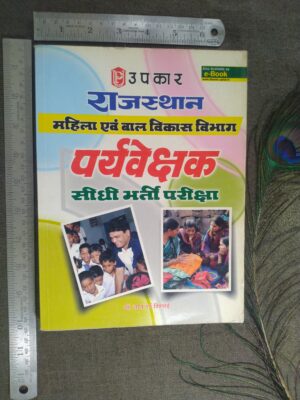 उपकार
e-Book
राजस्थान
महिला एवं बाल विकास विभाग
पर्यवेक्षक
सीधी भर्ती परीक्षा